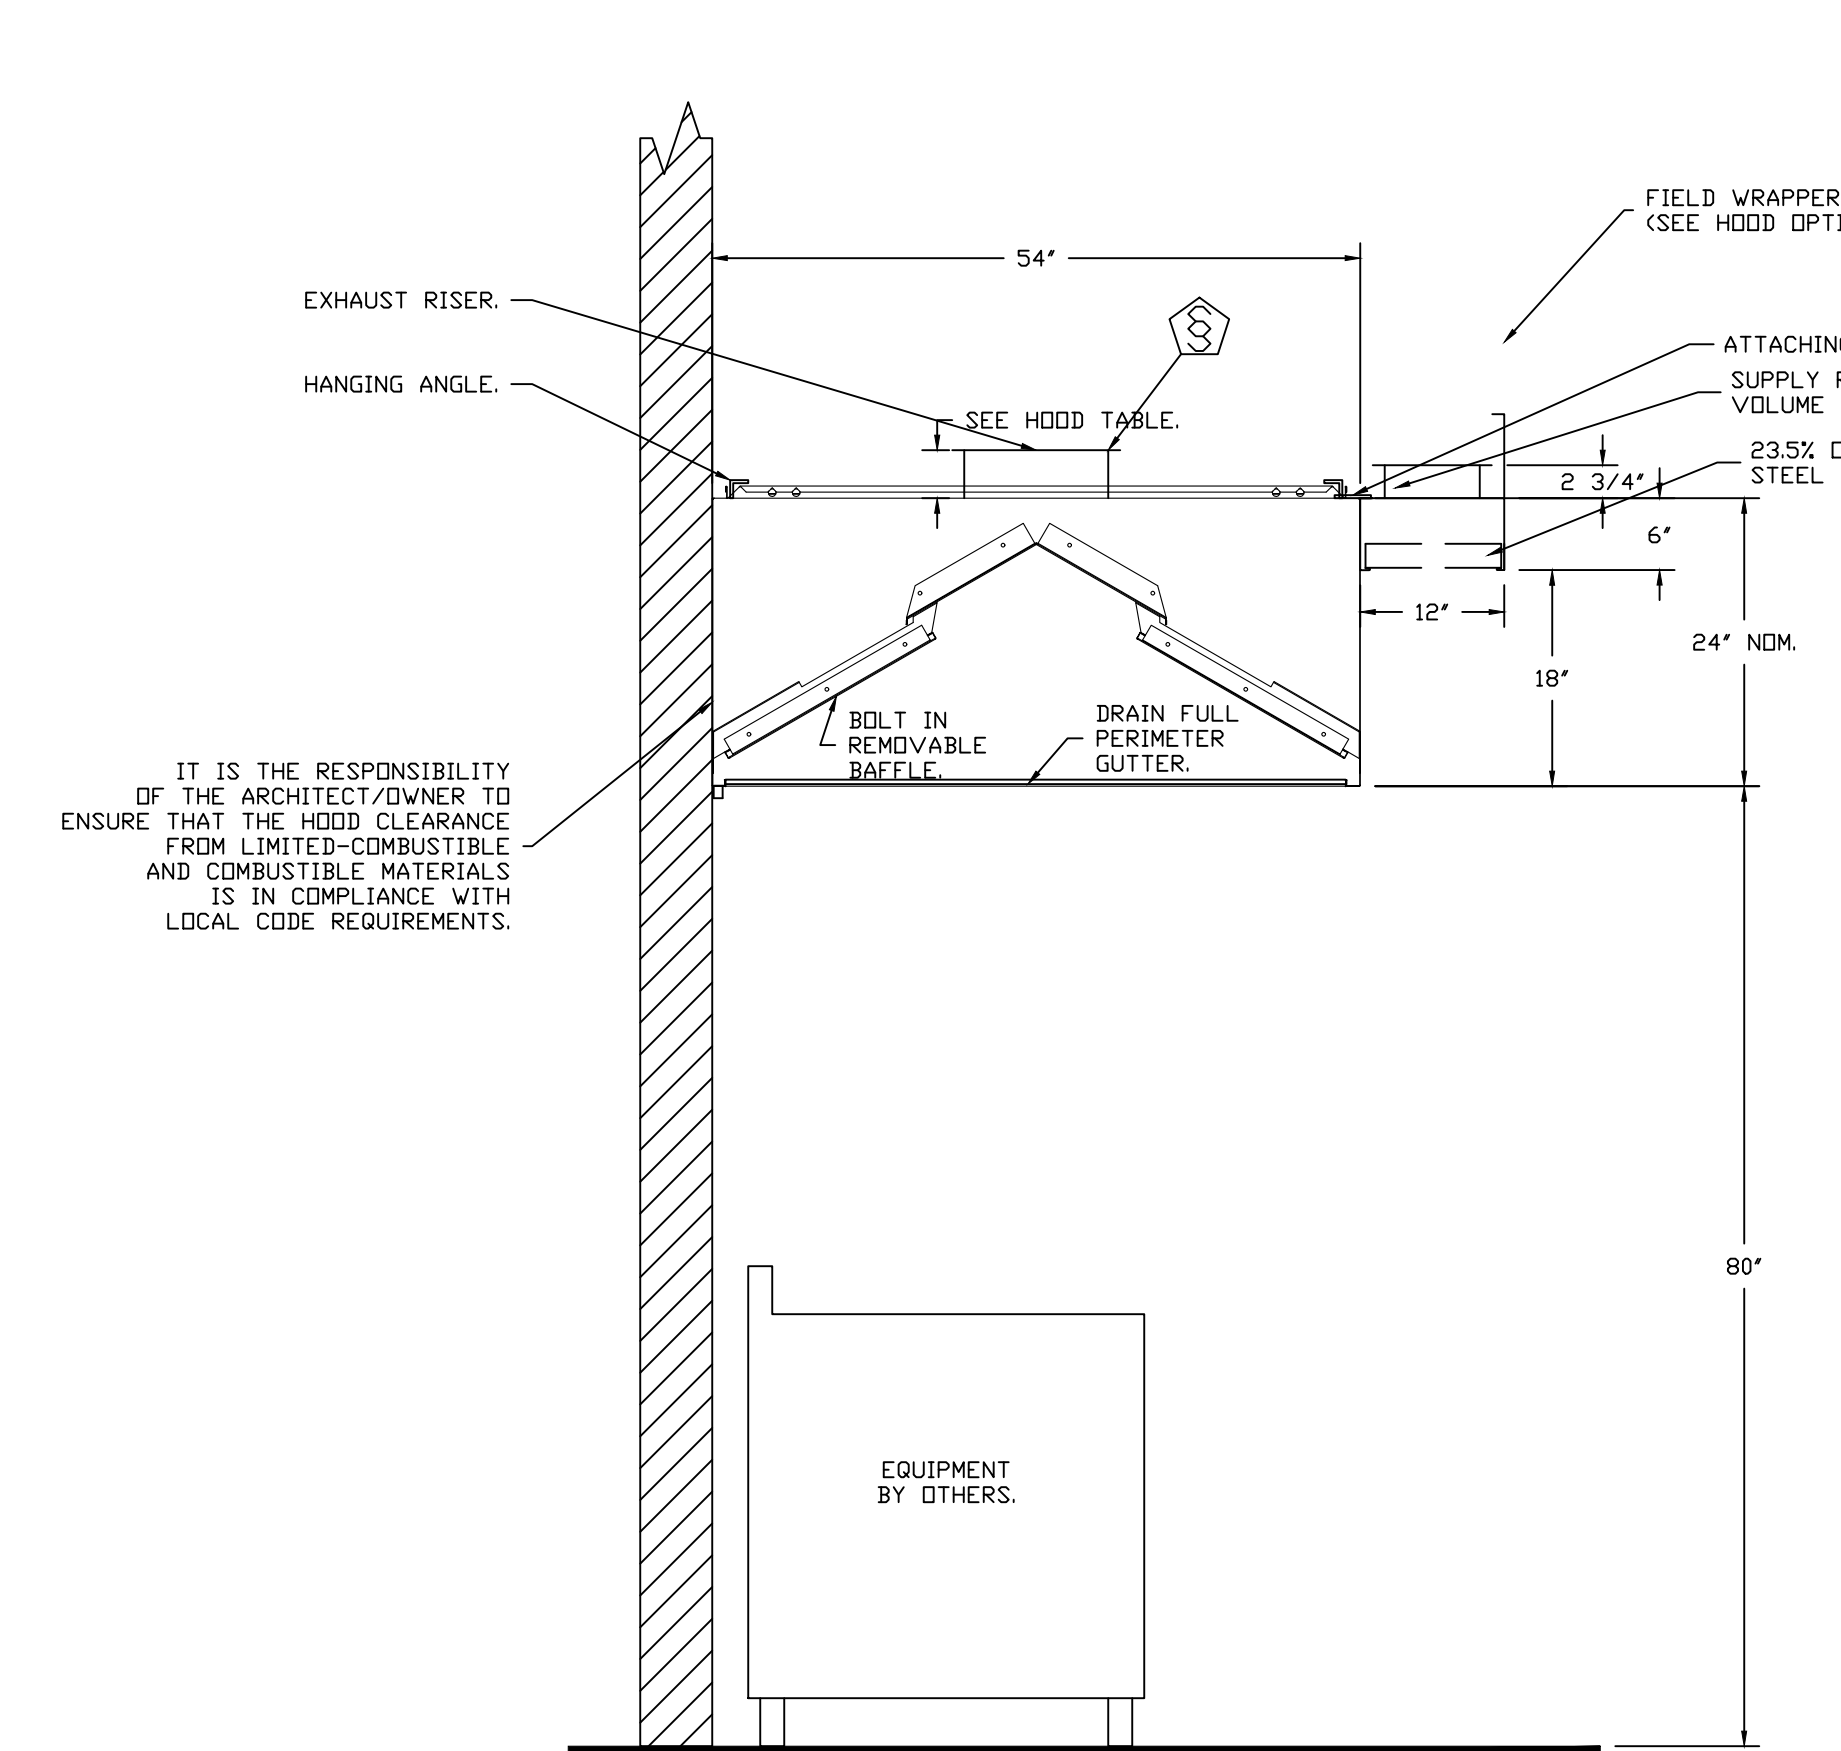 FIELD WRAPPER
(SEE HOOD
54"
EXHAUST RISER.
HANGING ANGLE.
SEE HOOD TABLE.
SUPPLY
VOLUME
23.5%
STEEL
2 3/4"
6"
12"
24" NOM.
18"
BOLT IN
REMOVABLE
BAFFLE.
DRAIN FULL
PERIMETER
GUTTER.
IT IS THE RESPONSIBILITY
OF THE ARCHITECT/OWNER TO
ENSURE THAT THE HOOD CLEARANCE
FROM LIMITED-COMBUSTIBLE
AND COMBUSTIBLE MATERIALS
IS IN COMPLIANCE WITH
LOCAL CODE REQUIREMENTS.
80"
EQUIPMENT
BY OTHERS.